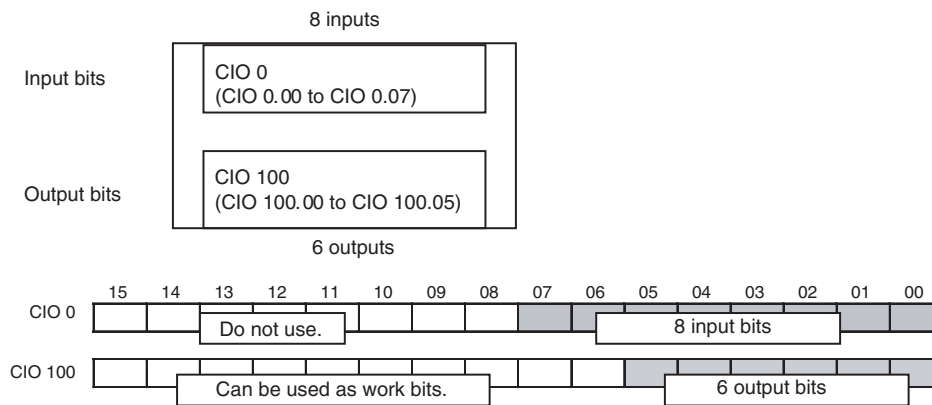 8 inputs
Input bits
CIO 0
(CIO 0.00 to CIO 0.07)
Output bits
CIO 100
(CIO 100.00 to CIO 100.05)
6 outputs
15 14 13 12 11 10 09 08 07 06 05 04 03 02 01 00
CIO 0
Do not use. 8 input bits
CIO 100
Can be used as work bits. 6 output bits